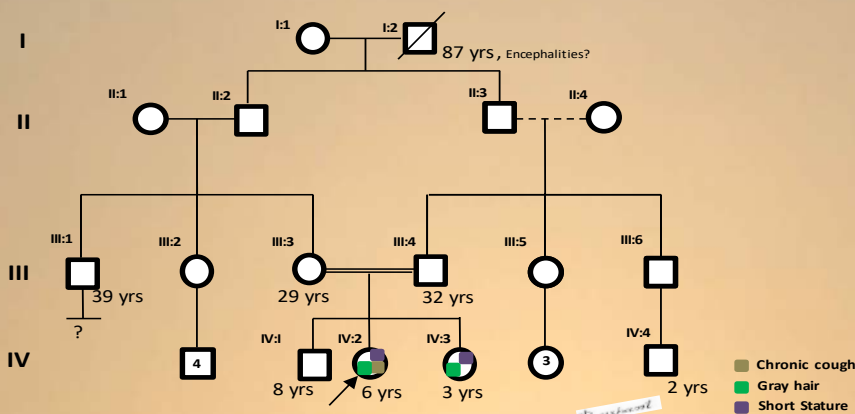 I
I:1
I:2
87 yrs , Encephalities?
II
II:1
II:2
II:3
II:4
III
III:1
III:2
III:3
III:4
III:5
III:6
39 yrs
29 yrs
32 yrs
?
IV
IV:I
IV:2
IV:3
IV:4
4
3
8 yrs
6 yrs
3 yrs
2 yrs
Chronic cough
Gray hair
Short Stature